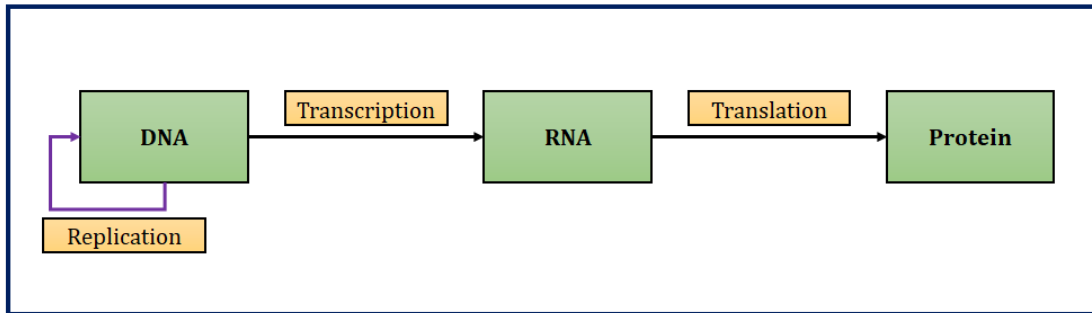 Transcription
Translation
DNA
RNA
Protein
Replication